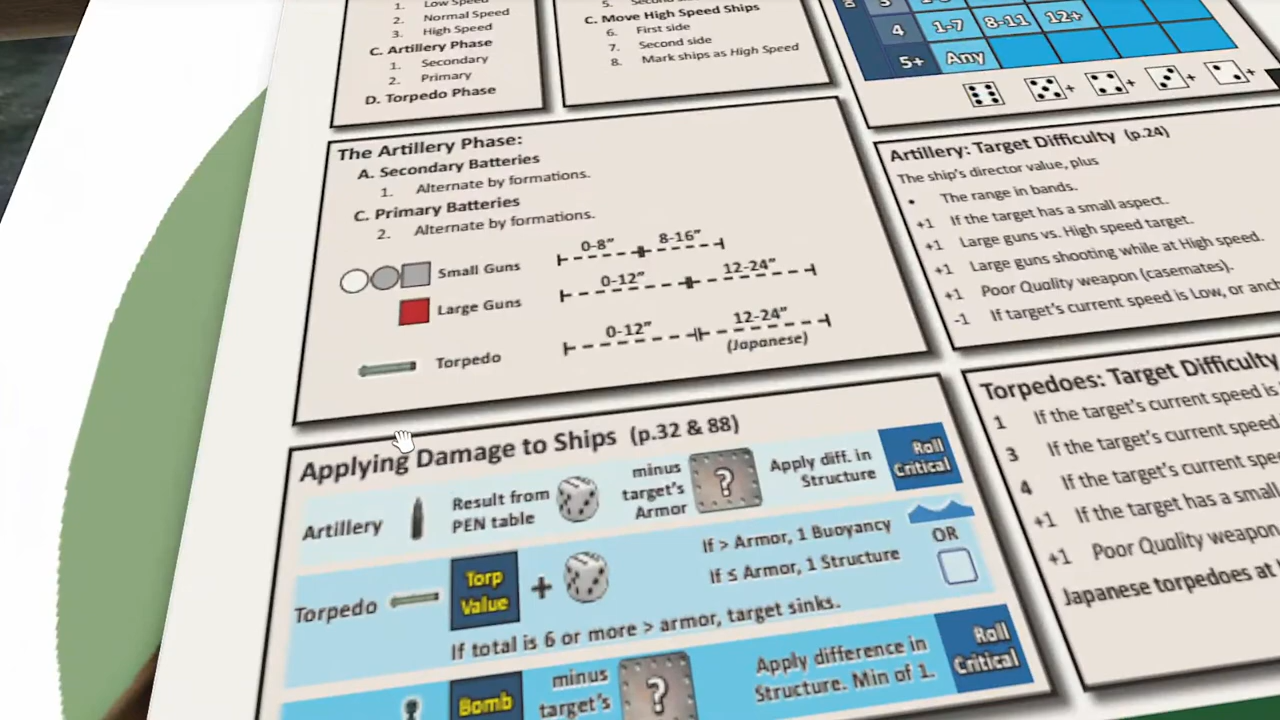 1. Low Speed
2. Normal Speed
3. High Speed
C. Artillery Phase
1. Secondary
2. Primary
D. Torpedo Phase
5.
C. Move High Speed Ships
6. First side
7. Second side
8. Mark ships as High Speed
3
4 1-7 8-11 12+
5+ Any
+ + + +
The Artillery Phase:
A. Secondary Batteries
1. Alternate by formations.
C. Primary Batteries
2. Alternate by formations.
Small Guns 0-8” 8-16”
Large Guns 0-12” 12-24”
Torpedo 0-12” 12-24”
(Japanese)
Artillery: Target Difficulty (p.24)
The ship's director value, plus
• The range in bands.
+1 If the target has a small aspect.
+1 Large guns vs. High speed target.
+1 Large guns shooting while at High speed.
+1 Poor Quality weapon (casemates).
-1 If target's current speed is Low, or
Applying Damage to Ships (p.32 & 88)
Artillery Result from PEN table minus target's Armor ? Apply diff. in Structure Roll Critical
Torpedo Torp Value + If > Armor, 1 Buoyancy
OR
If ≤ Armor, 1 Structure
If total is 6 or more > armor, target sinks.
Bomb minus target's ? Apply difference in Structure. Min of 1. Roll Critical
Torpedoes: Target Difficulty
1 If the target's current speed is
3 If the target's current speed
4 If the target's current
+1 If the target has a small
+1 Poor Quality weapon
Japanese torpedoes at